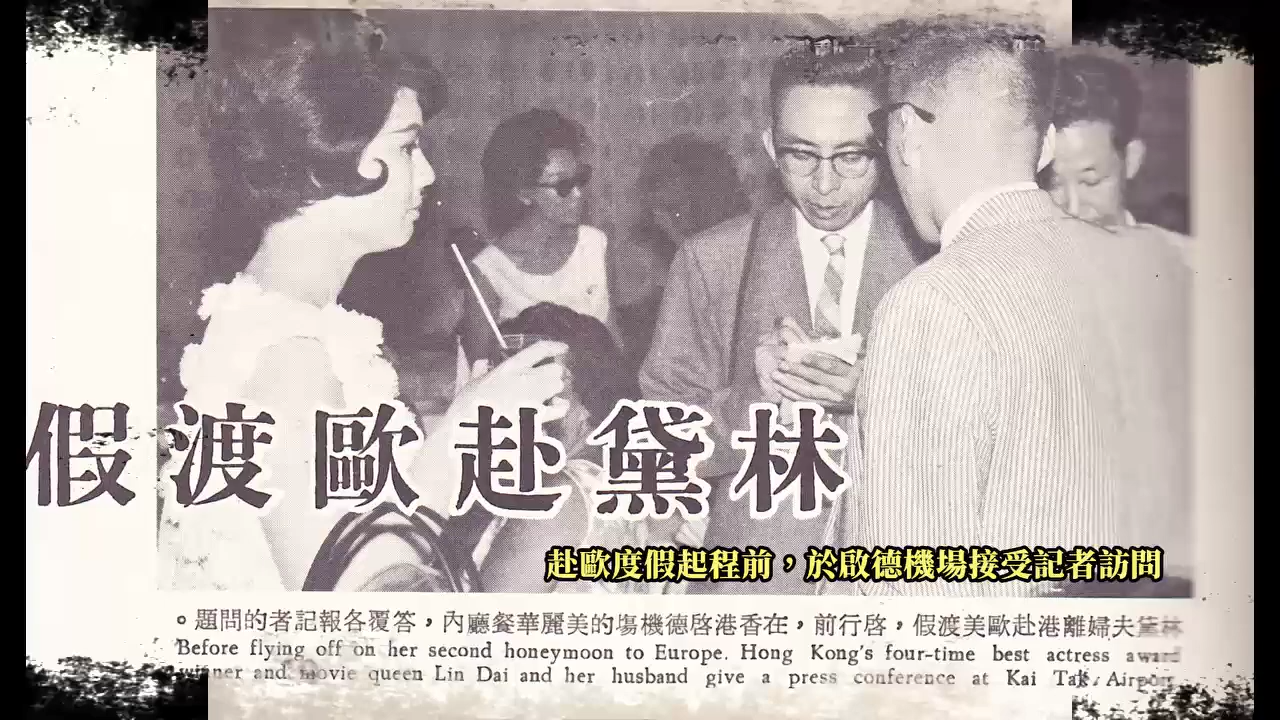 林黛赴歐渡假
赴歐度假起程前，於啟德機場接受記者訪問
林黛夫婦離港赴歐美渡假，啓行前，在香港啓德機塲的美麗華餐廳內，答覆各報記者的問題。
Before flying off on her second honeymoon to Europe. Hong Kong's four-time best actress award
winner and movie queen Lin Dai and her husband give a press conference at Kai Tak Airport